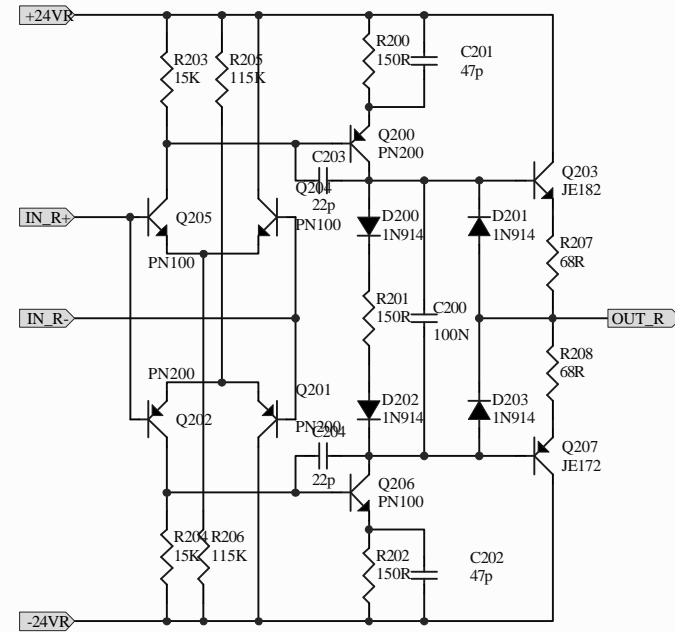 +24VR
R203
15K
R205
115K
R200
150R
C201
47p
Q200
PN200
C203
22p
Q203
JE182
IN_R+
Q205
PN100
Q204
PN100
D200
1N914
D201
1N914
R207
68R
IN_R-
R201
150R
C200
100N
OUT_R
PN200
Q202
Q201
PN200
D202
1N914
D203
1N914
R208
68R
C204
22p
Q206
PN100
Q207
JE172
R204
15K
R206
115K
R202
150R
C202
47p
-24VR